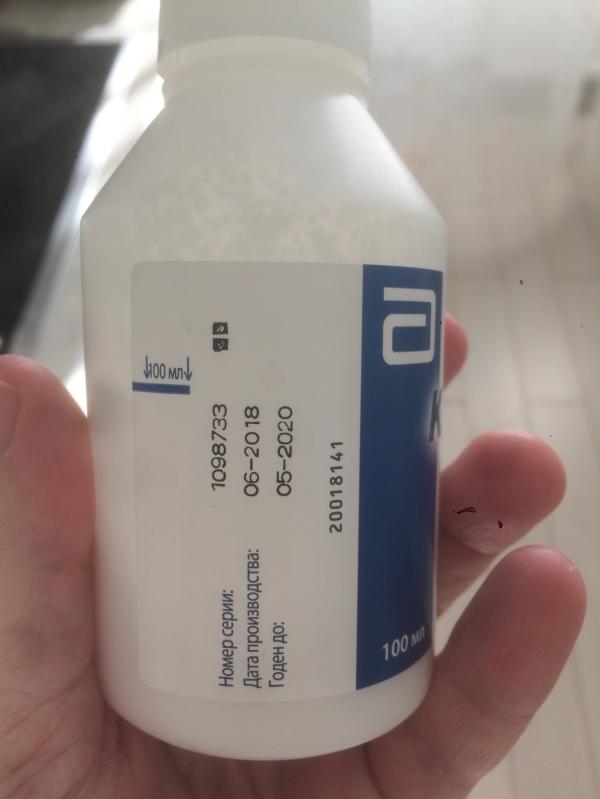 100 мл
Номер серии: 1098733
Дата производства: 06-2018
Годен до: 05-2020
20018141
К
100 мл